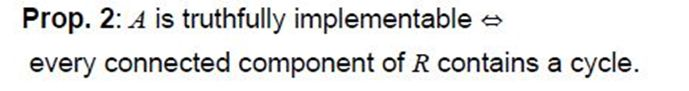 Prop. 2: A is truthfully implementable ⇔
every connected component of R contains a cycle.